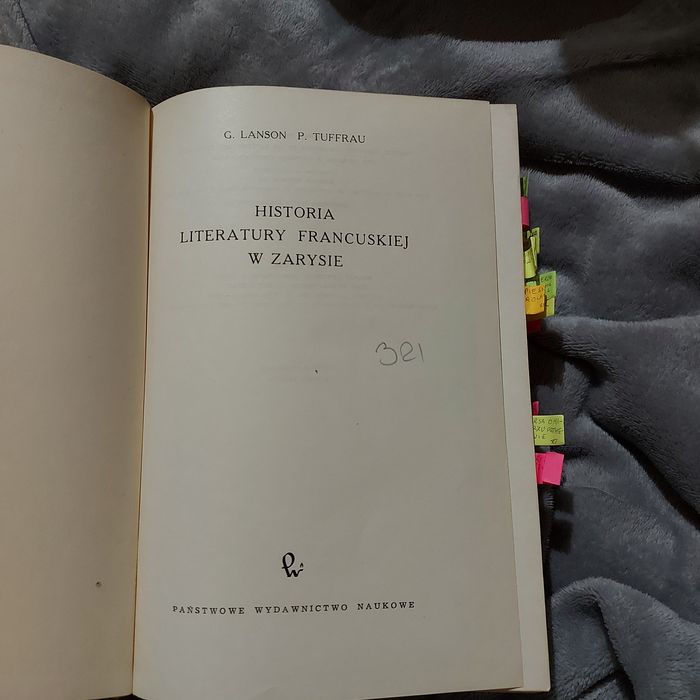 G. LANSON P. TUFFRAU
HISTORIA
LITERATURY FRANCUSKIEJ
W ZARYSIE
321
PAŃSTWOWE WYDAWNICTWO NAUKOWE